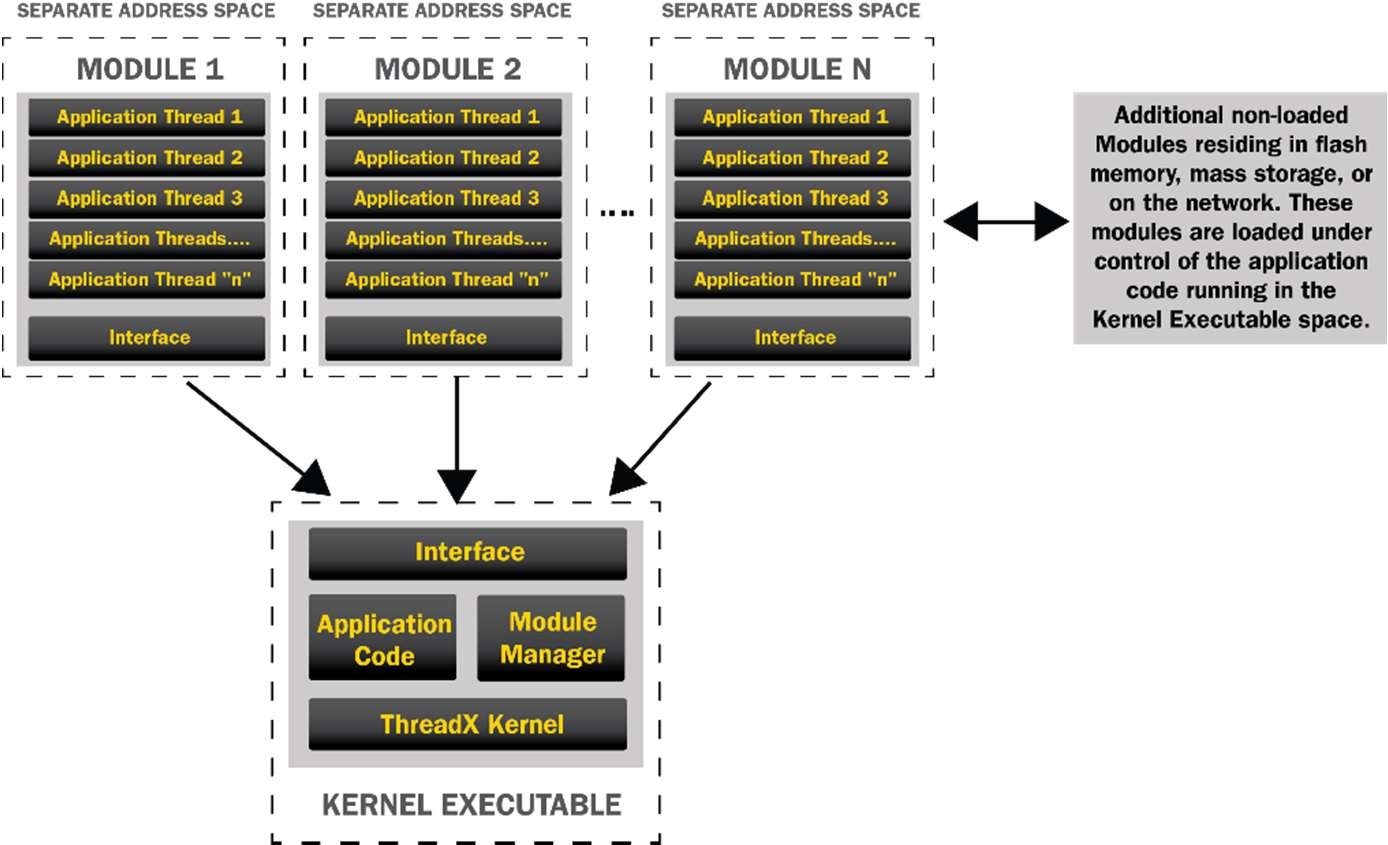 SEPARATE ADDRESS SPACE
SEPARATE ADDRESS SPACE
SEPARATE ADDRESS SPACE
MODULE 1
Application Thread 1
Application Thread 2
Application Thread 3
Application Threads....
Application Thread "n"
Interface
MODULE 2
Application Thread 1
Application Thread 2
Application Thread 3
Application Threads....
Application Thread "n"
Interface
....
MODULE N
Application Thread 1
Application Thread 2
Application Thread 3
Application Threads....
Application Thread "n"
Interface
Additional non-loaded
Modules residing in flash
memory, mass storage, or
on the network. These
modules are loaded under
control of the application
code running in the
Kernel Executable space.
Interface
Application
Code
Module
Manager
ThreadX Kernel
KERNEL EXECUTABLE